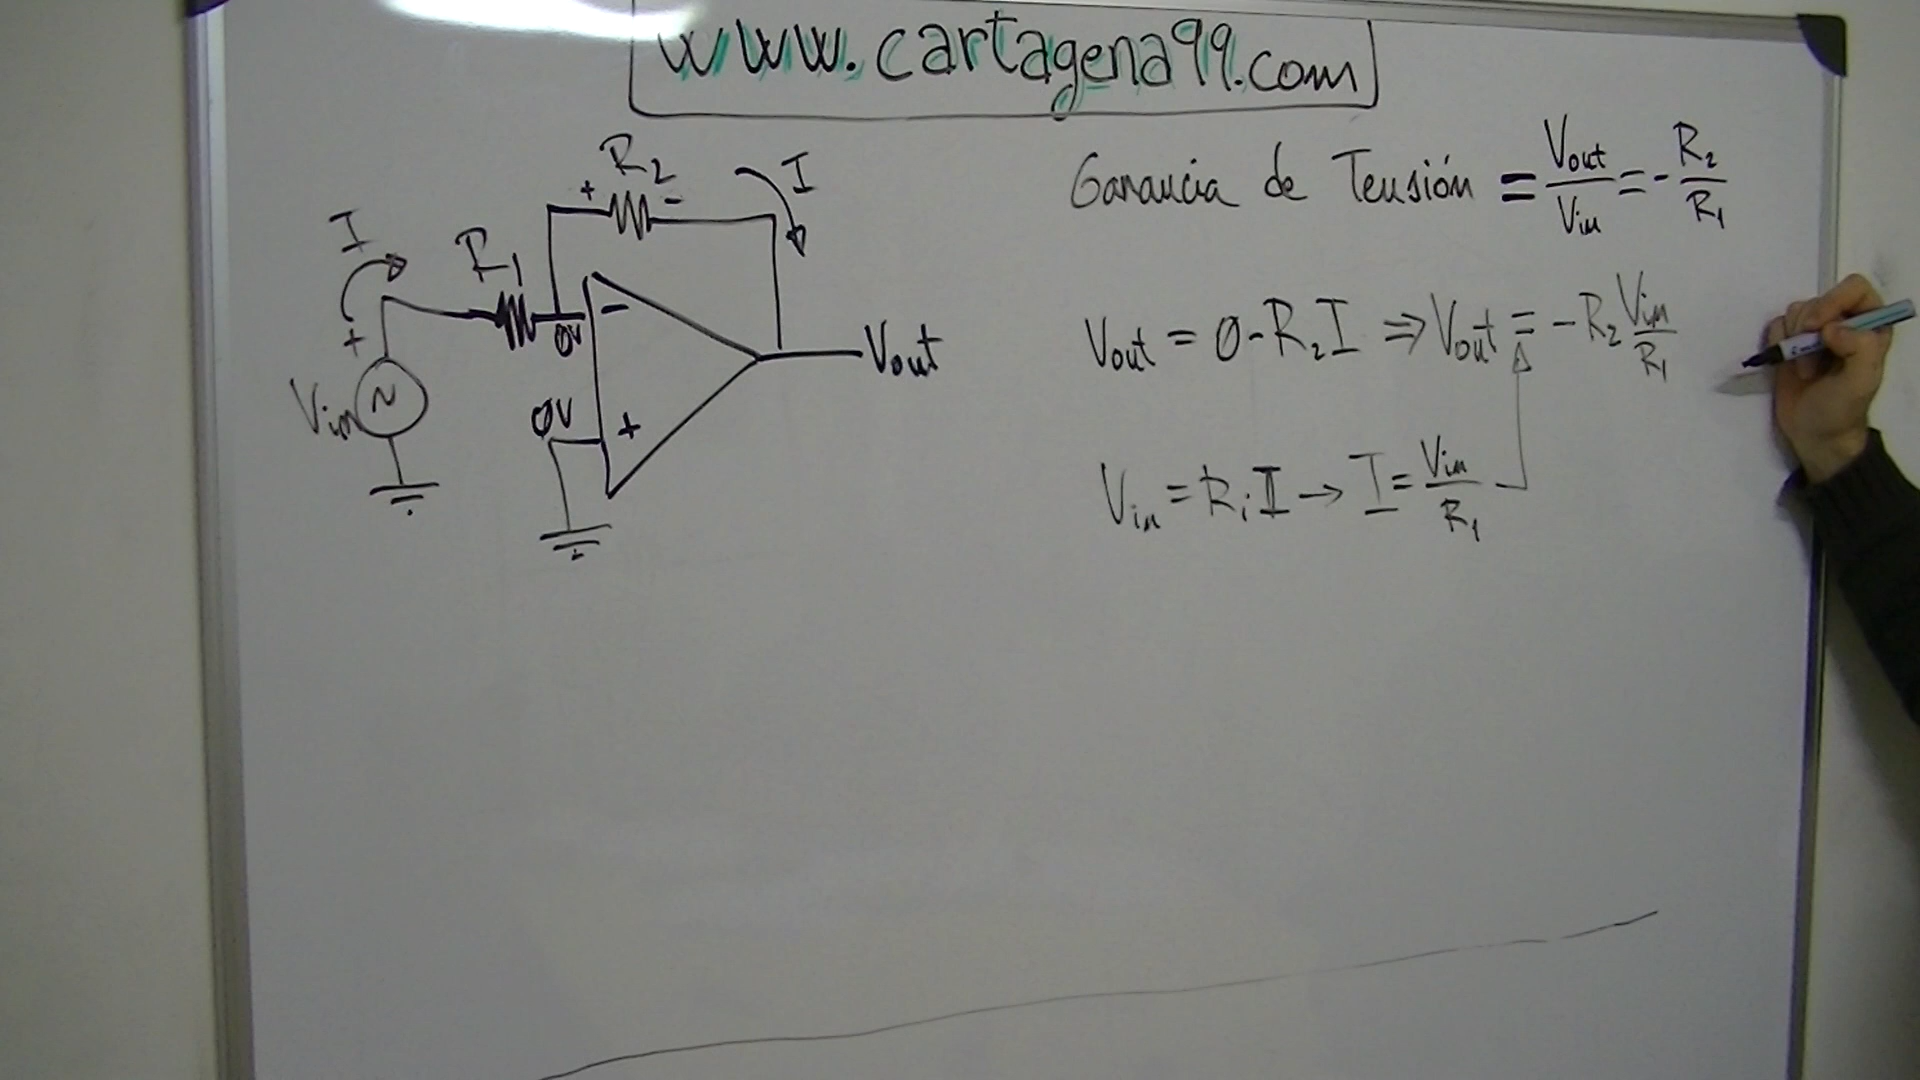 www.cartagena99.com
R2
+ -
I
I
R1
+
0V
-
Vin
~
0V
+
Vout
Ganancia de Tensión = Vout/Vin = - R2/R1
Vout = 0 - R2 I ⇒ Vout = -R2 Vin/R1
Vin = R1 I → I = Vin/R1